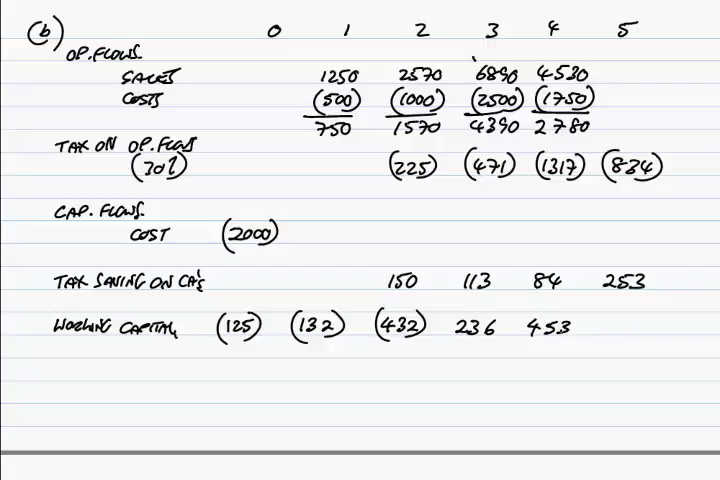 (b) 0 1 2 3 4 5
OP. FLOWS.
SALES 1250 2570 6890 4530
COSTS (500) (1000) (2500) (1750)
750 1570 4390 2780
TAX ON OP. FLOWS
(30%) (225) (471) (1317) (834)
CAP. FLOWS.
COST (2000)
TAX SAVING ON CA's 150 113 84 253
WORKING CAPITAL (125) (132) (432) 236 453